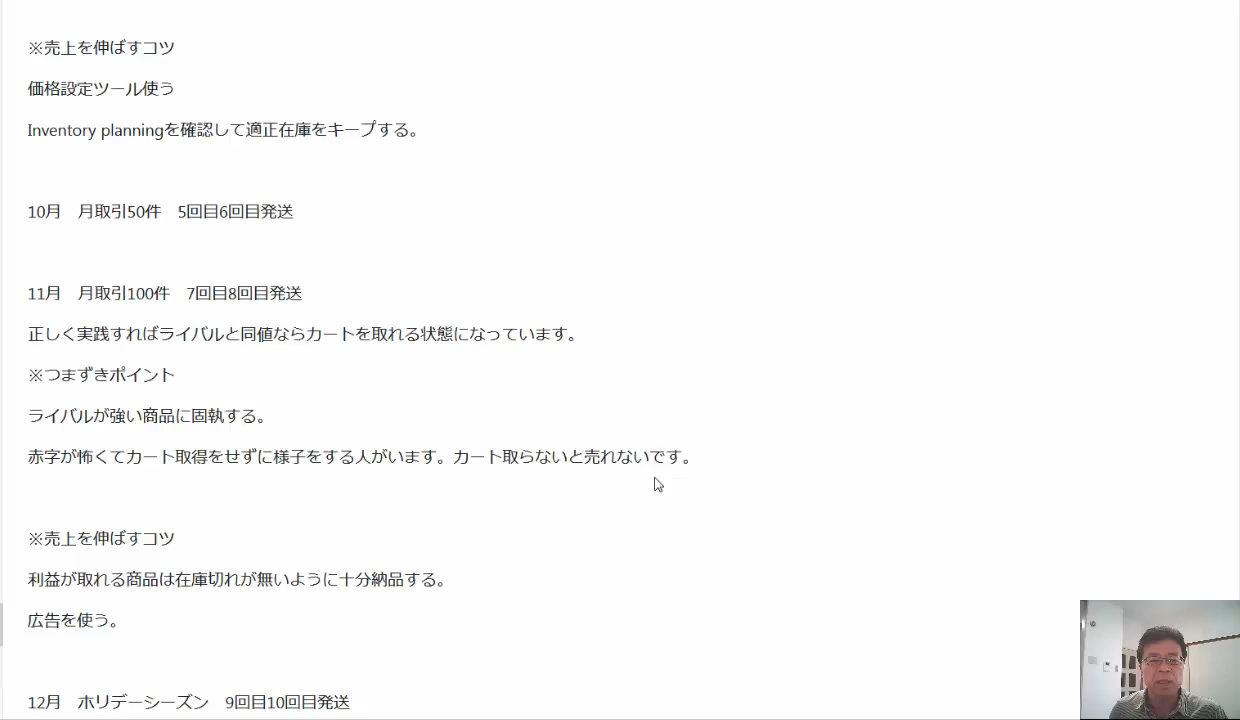 ※売上を伸ばすコツ
価格設定ツール使う
Inventory planningを確認して適正在庫をキープする。
10月　月取引50件　5回目6回目発送
11月　月取引100件　7回目8回目発送
正しく実践すればライバルと同値ならカートを取れる状態になっています。
※つまずきポイント
ライバルが強い商品に固執する。
赤字が怖くてカート取得をせずに様子をする人がいます。カート取らないと売れないです。
※売上を伸ばすコツ
利益が取れる商品は在庫切れが無いように十分納品する。
広告を使う。
12月　ホリデーシーズン　9回目10回目発送